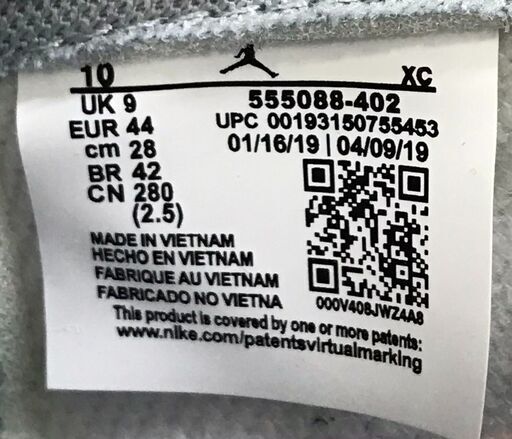 10 XC
UK 9 555088-402
EUR 44 UPC 00193150755453
cm 28 01/16/19 | 04/09/19
BR 42
CN 280
(2.5)
MADE IN VIETNAM
HECHO EN VIETNAM
FABRIQUE AU VIETNAM
FABRICADO NO VIETNA
000V408JWZ4A8
This product is covered by one or more patents:
www.nike.com/patentsvirtualmarking